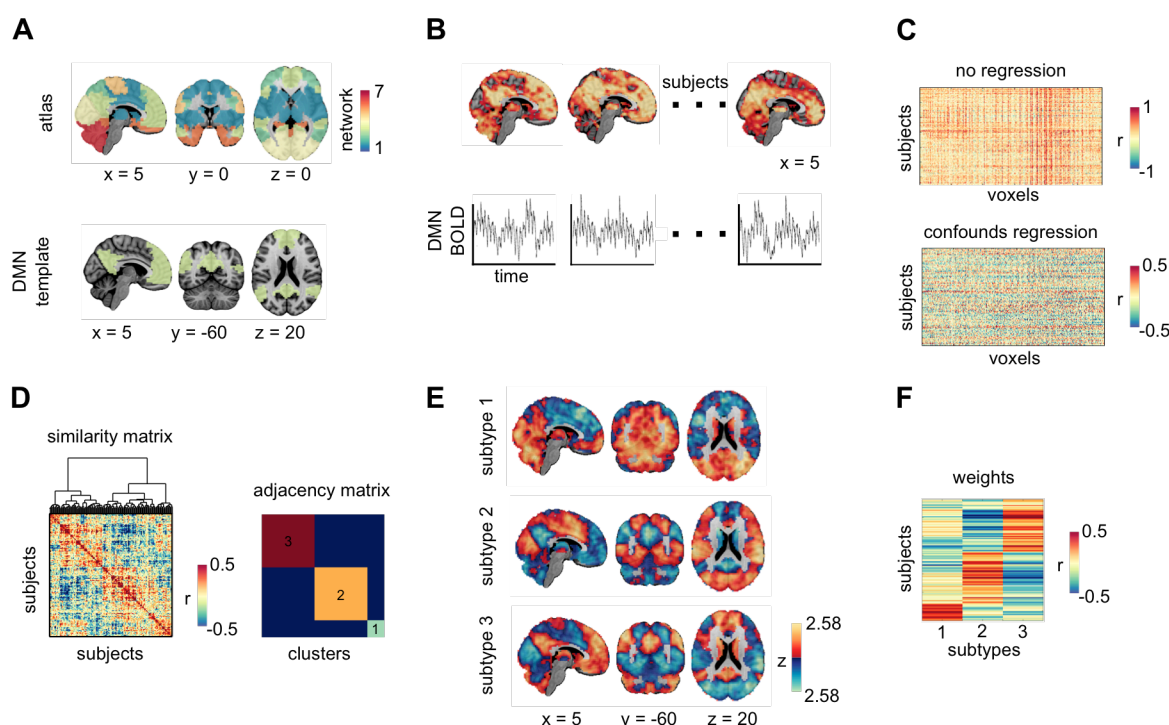 A
atlas
7
network
1
x = 5
y = 0
z = 0
DMN
template
x = 5
y = -60
z = 20
B
subjects
x = 5
DMN
BOLD
time
C
no regression
subjects
1
r
-1
voxels
confounds regression
subjects
0.5
r
-0.5
voxels
D
similarity matrix
subjects
0.5
r
-0.5
subjects
adjacency matrix
3
2
1
clusters
E
subtype 1
subtype 2
subtype 3
2.58
z
2.58
x = 5
y = -60
z = 20
F
weights
subjects
0.5
r
-0.5
1 2 3
subtypes